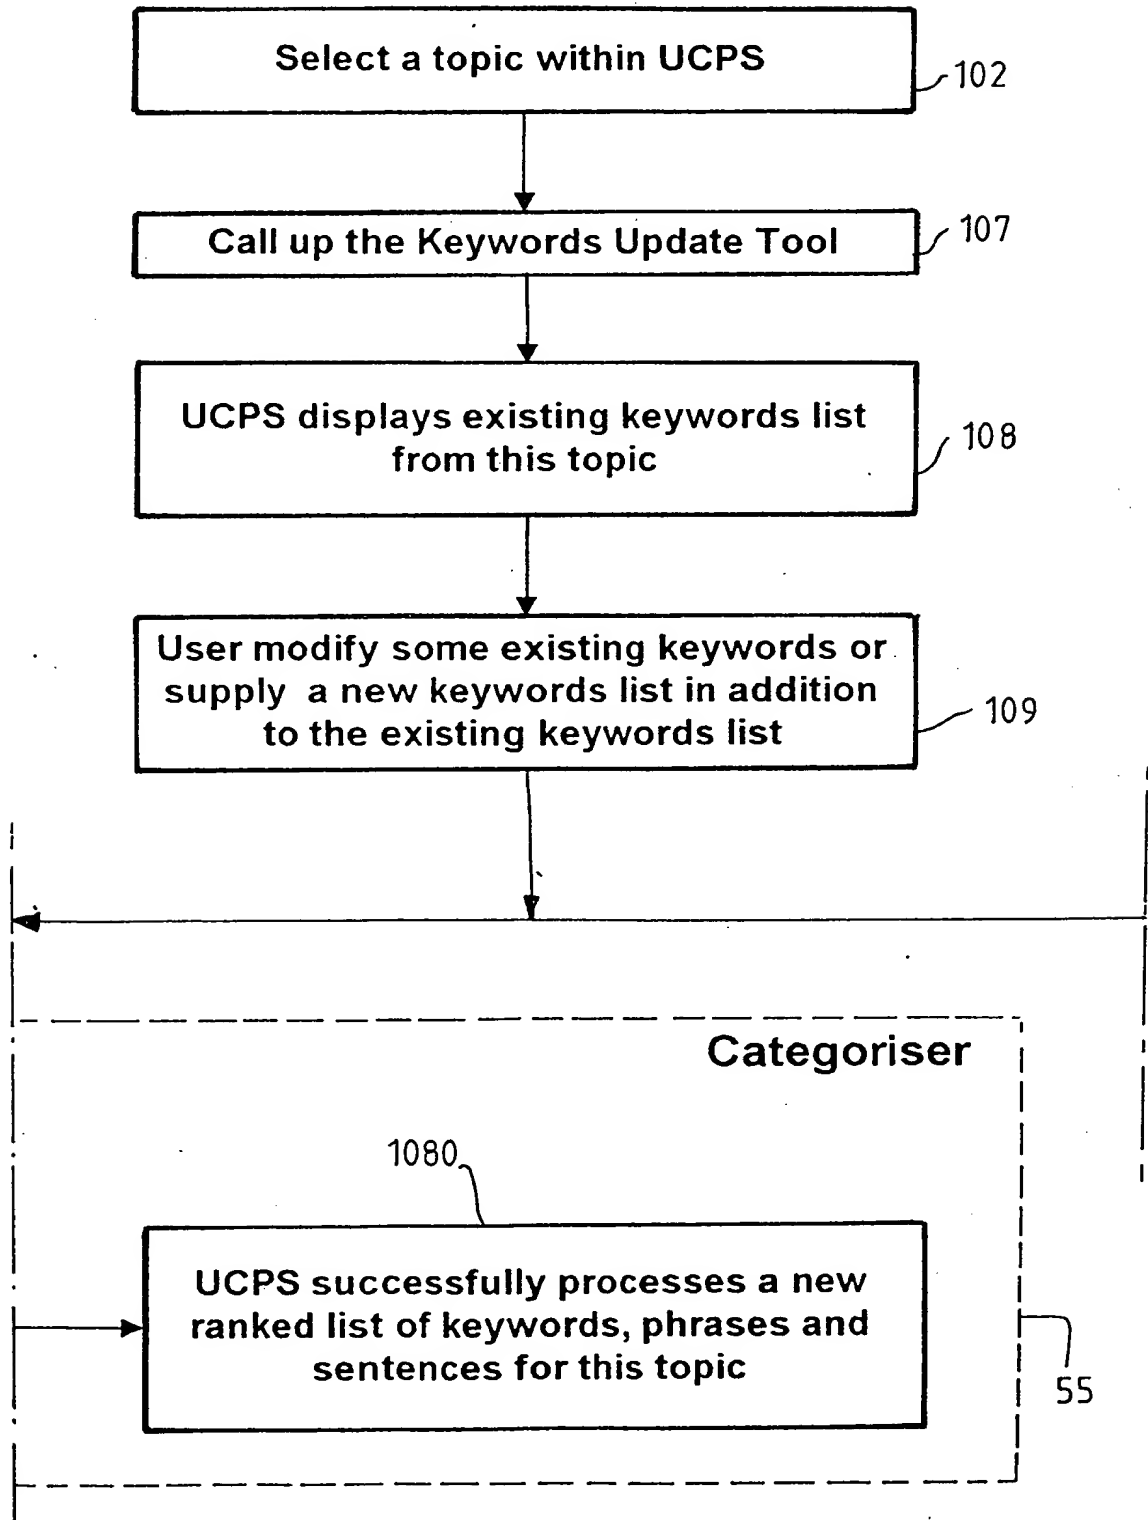 Select a topic within UCPS
102
Call up the Keywords Update Tool
107
UCPS displays existing keywords list
from this topic
108
User modify some existing keywords or
supply a new keywords list in addition
to the existing keywords list
109
Categoriser
1080
UCPS successfully processes a new
ranked list of keywords, phrases and
sentences for this topic
55